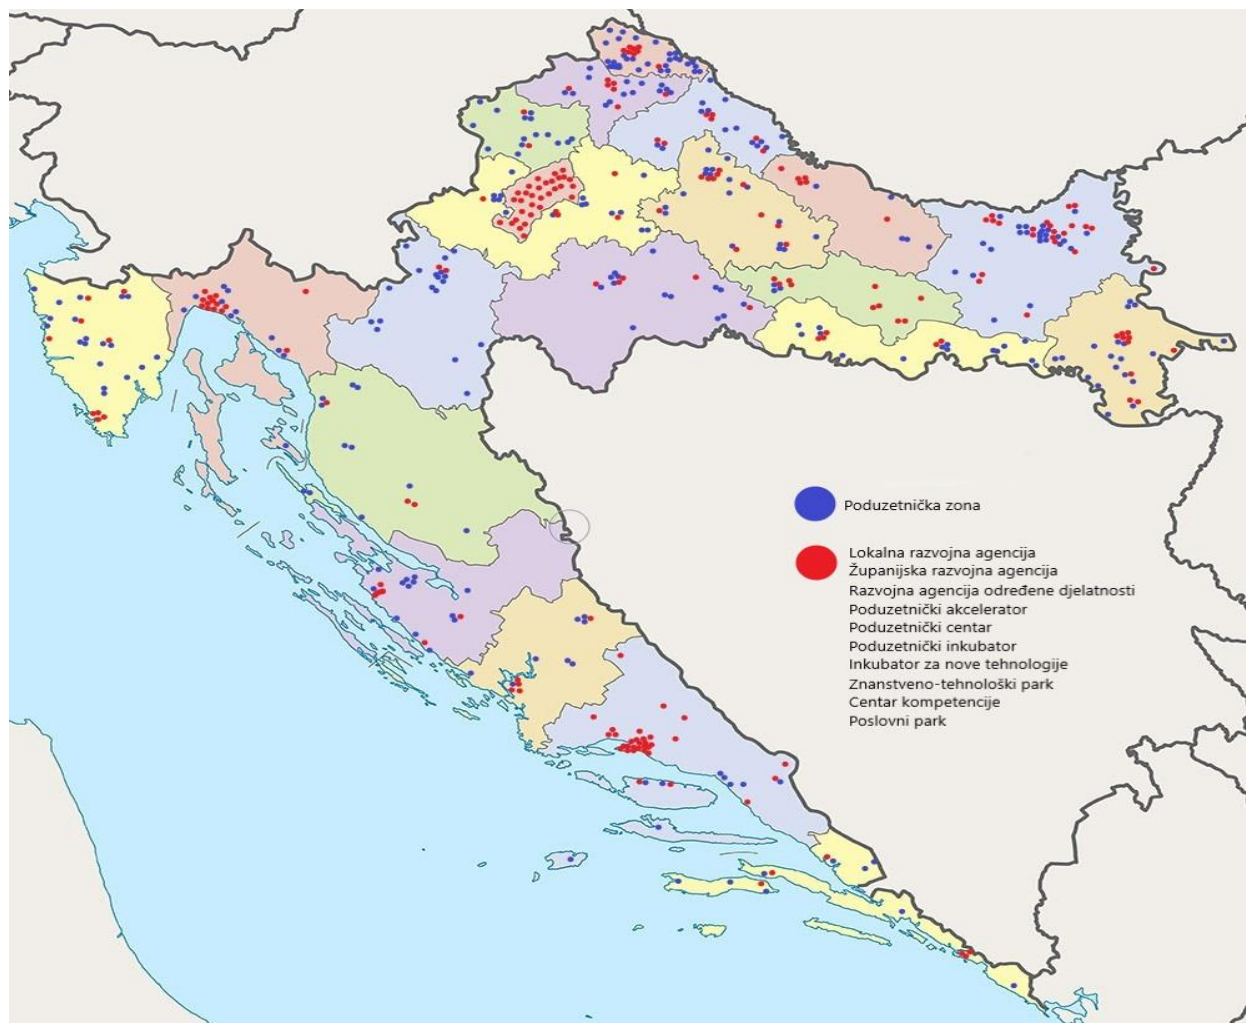 Poduzetnička zona
Lokalna razvojna agencija
Županijska razvojna agencija
Razvojna agencija određene djelatnosti
Poduzetnički akcelerator
Poduzetnički centar
Poduzetnički inkubator
Inkubator za nove tehnologije
Znanstveno-tehnološki park
Centar kompetencije
Poslovni park